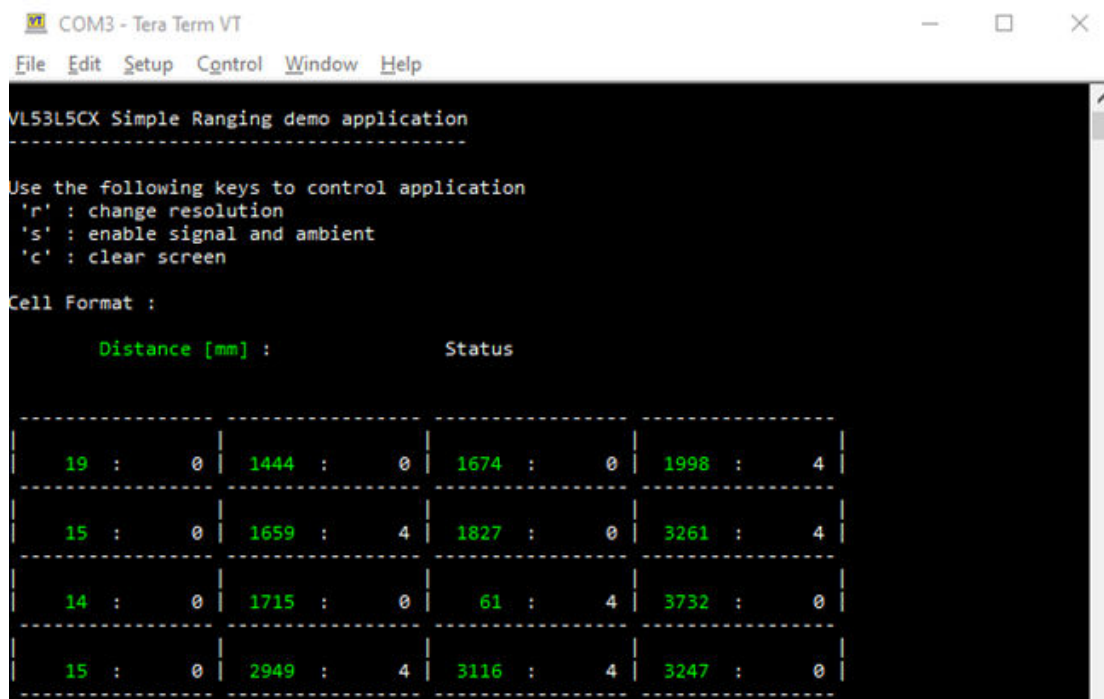 COM3 - Tera Term VT
File Edit Setup Control Window Help
VL53L5CX Simple Ranging demo application
-----------------------------------------
Use the following keys to control application
'r' : change resolution
's' : enable signal and ambient
'c' : clear screen
Cell Format :
Distance [mm] : Status
19 : 0 | 1444 : 0 | 1674 : 0 | 1998 : 4
15 : 0 | 1659 : 4 | 1827 : 0 | 3261 : 4
14 : 0 | 1715 : 0 | 61 : 4 | 3732 : 0
15 : 0 | 2949 : 4 | 3116 : 4 | 3247 : 0